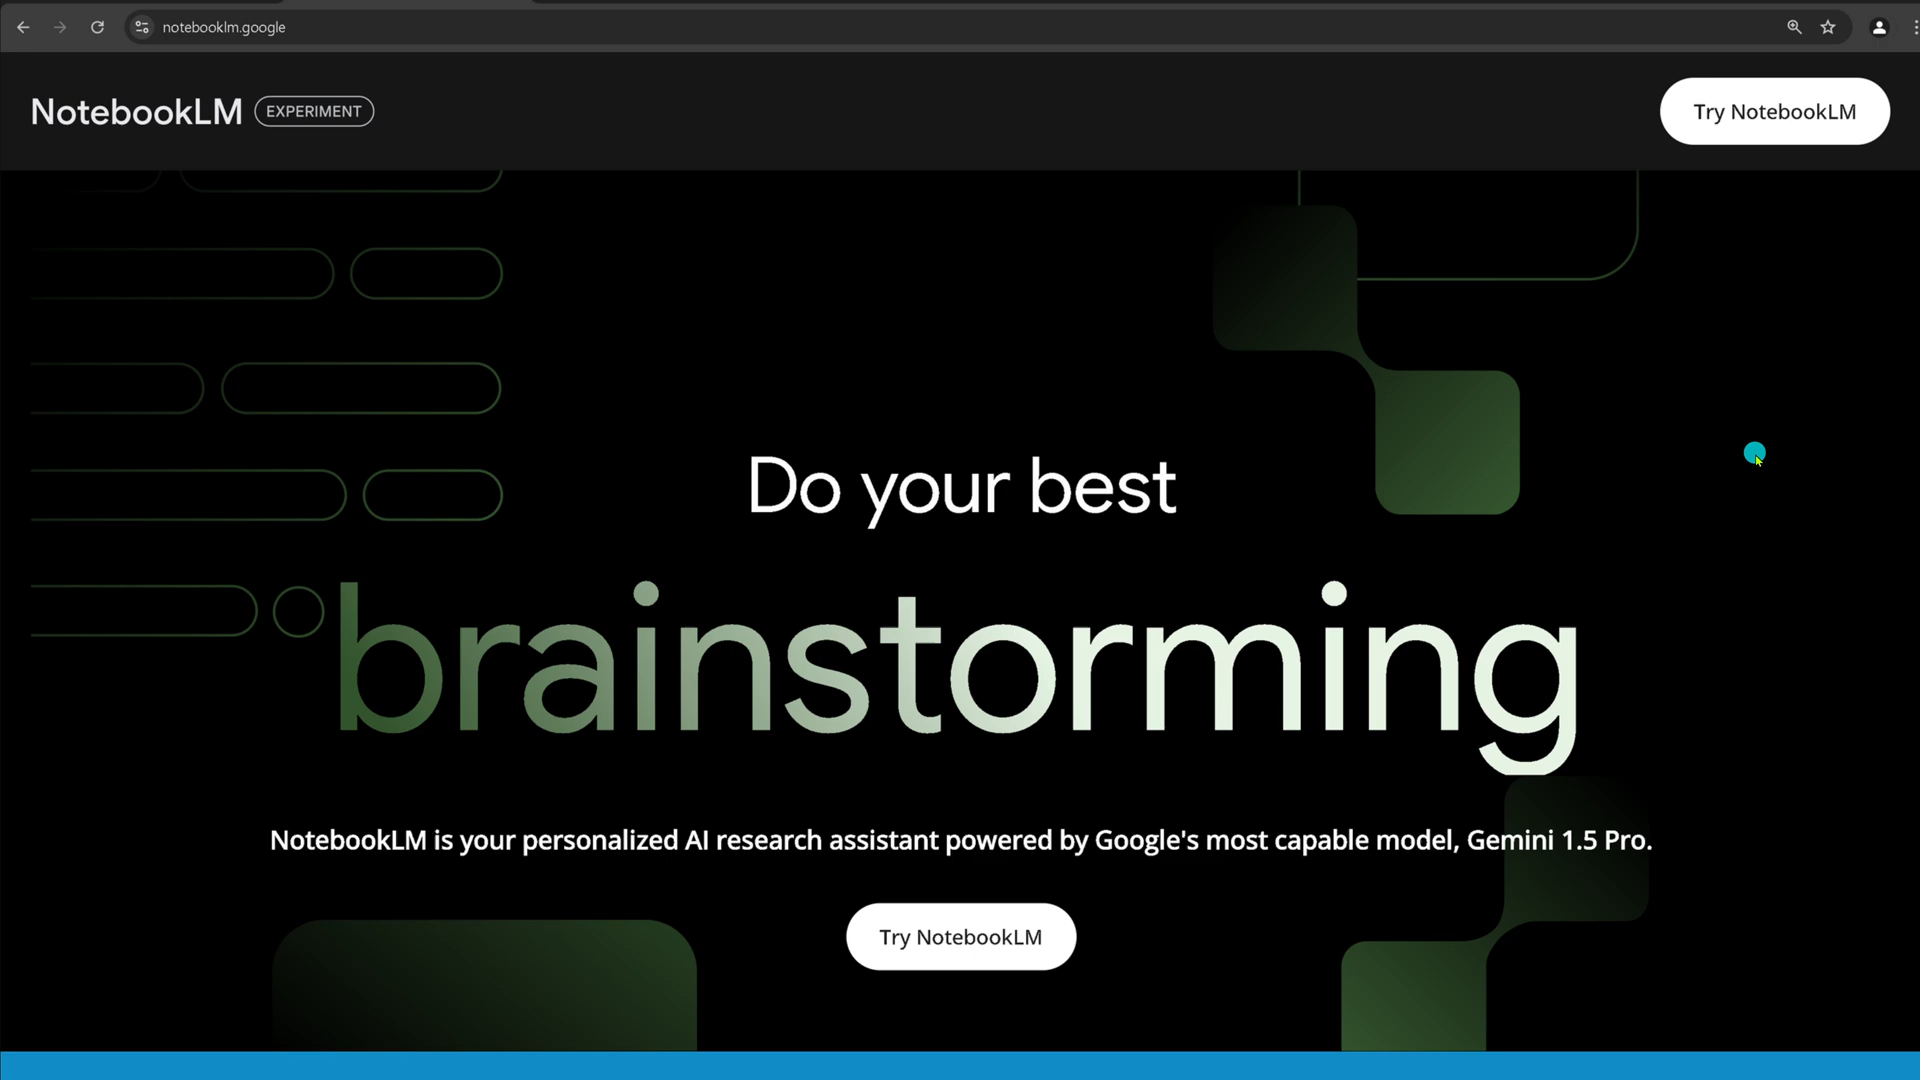 notebooklm.google
NotebookLM EXPERIMENT
Try NotebookLM
Do your best
brainstorming
NotebookLM is your personalized AI research assistant powered by Google's most capable model, Gemini 1.5 Pro.
Try NotebookLM